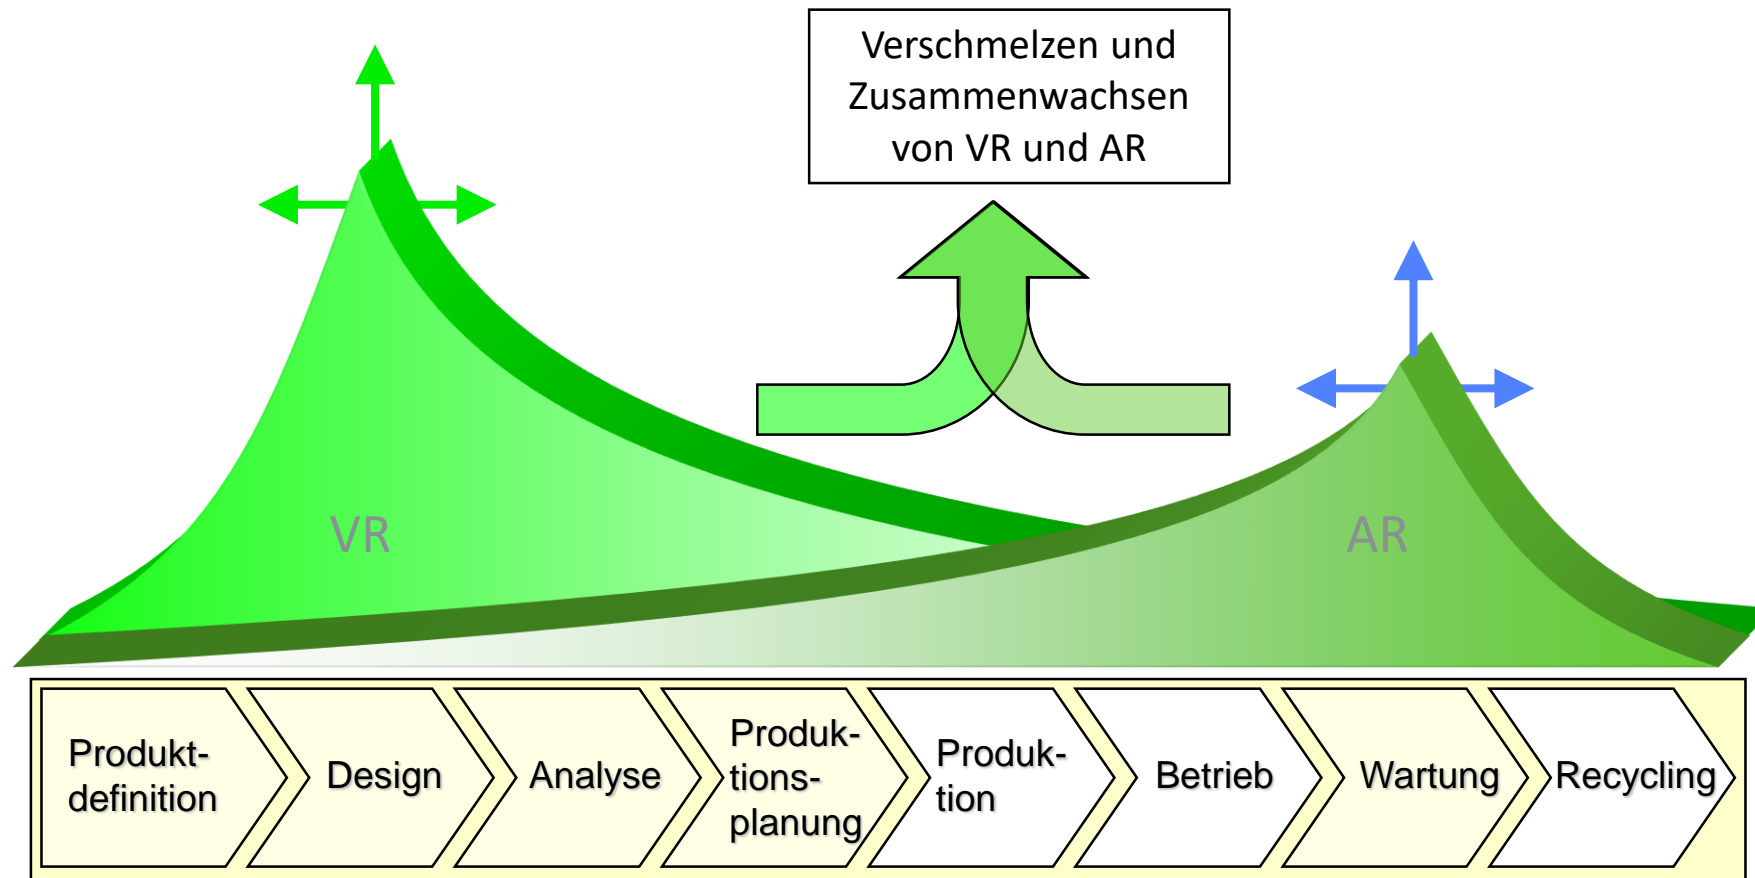 Verschmelzen und
Zusammenwachsen
von VR und AR
VR
AR
Produkt-
definition
Design
Analyse
Produk-
tions-
planung
Produk-
tion
Betrieb
Wartung
Recycling